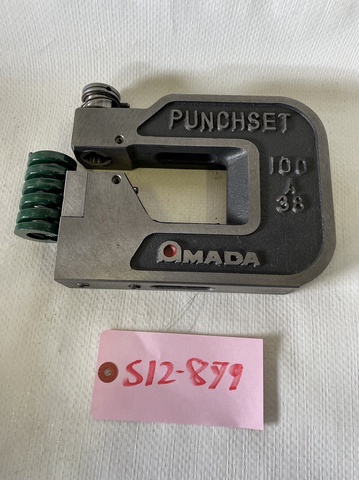 PUNCHSET
100
A
38
AMADA
S12-879